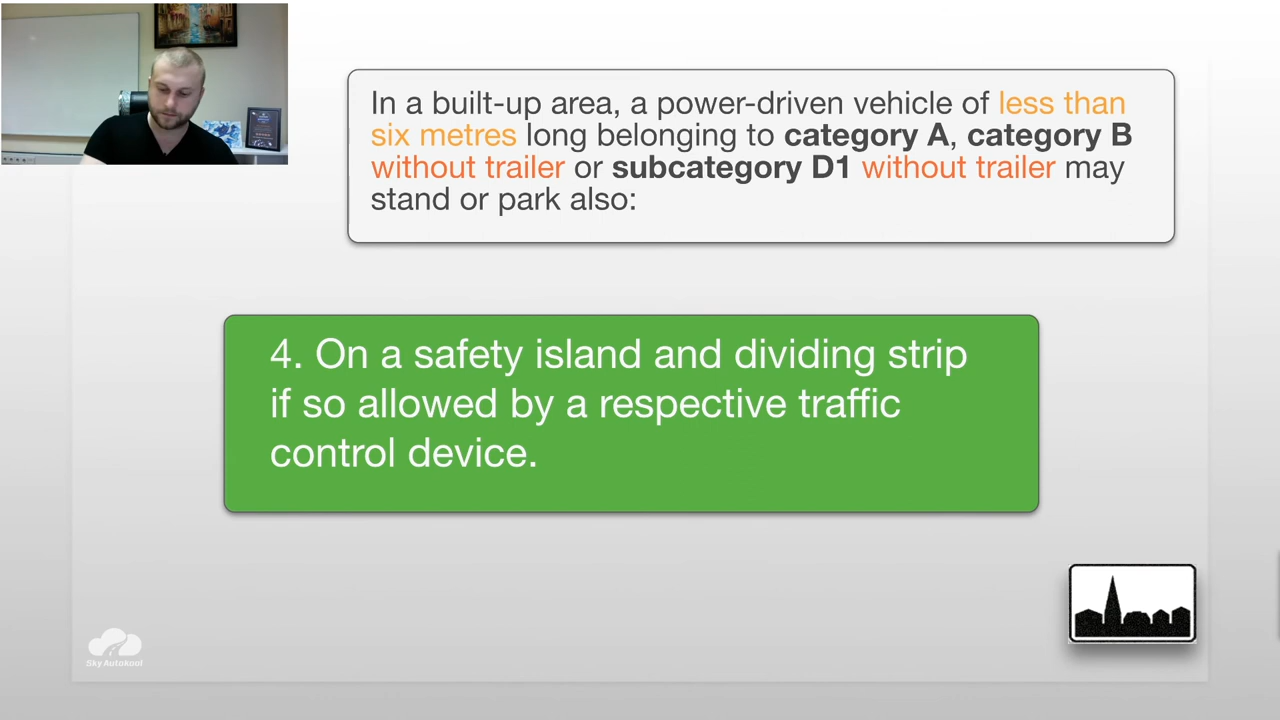 In a built-up area, a power-driven vehicle of less than
six metres long belonging to category A, category B
without trailer or subcategory D1 without trailer may
stand or park also:
4. On a safety island and dividing strip
if so allowed by a respective traffic
control device.
Sky Autokool